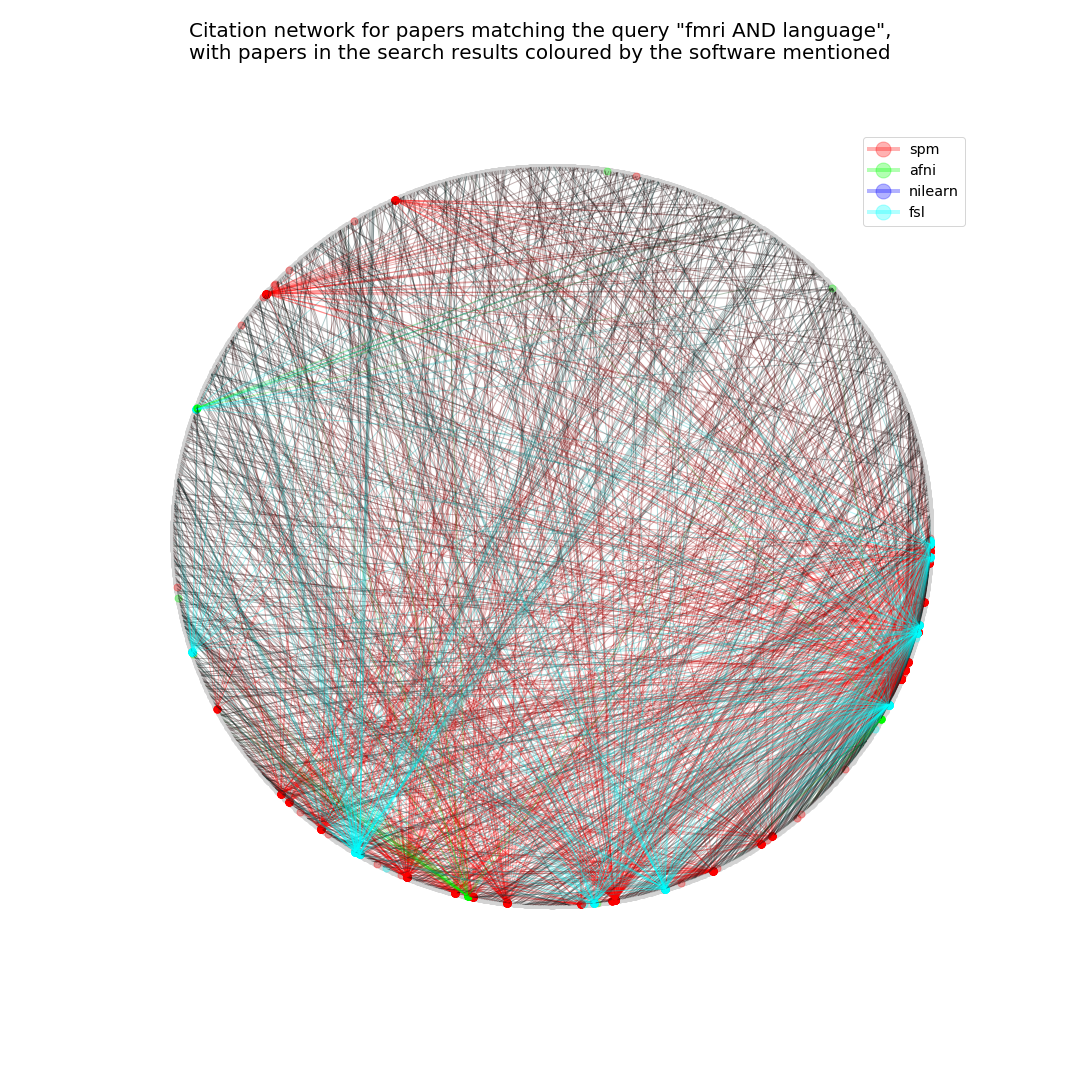 Citation network for papers matching the query "fmri AND language",
with papers in the search results coloured by the software mentioned
spm
afni
nilearn
fsl